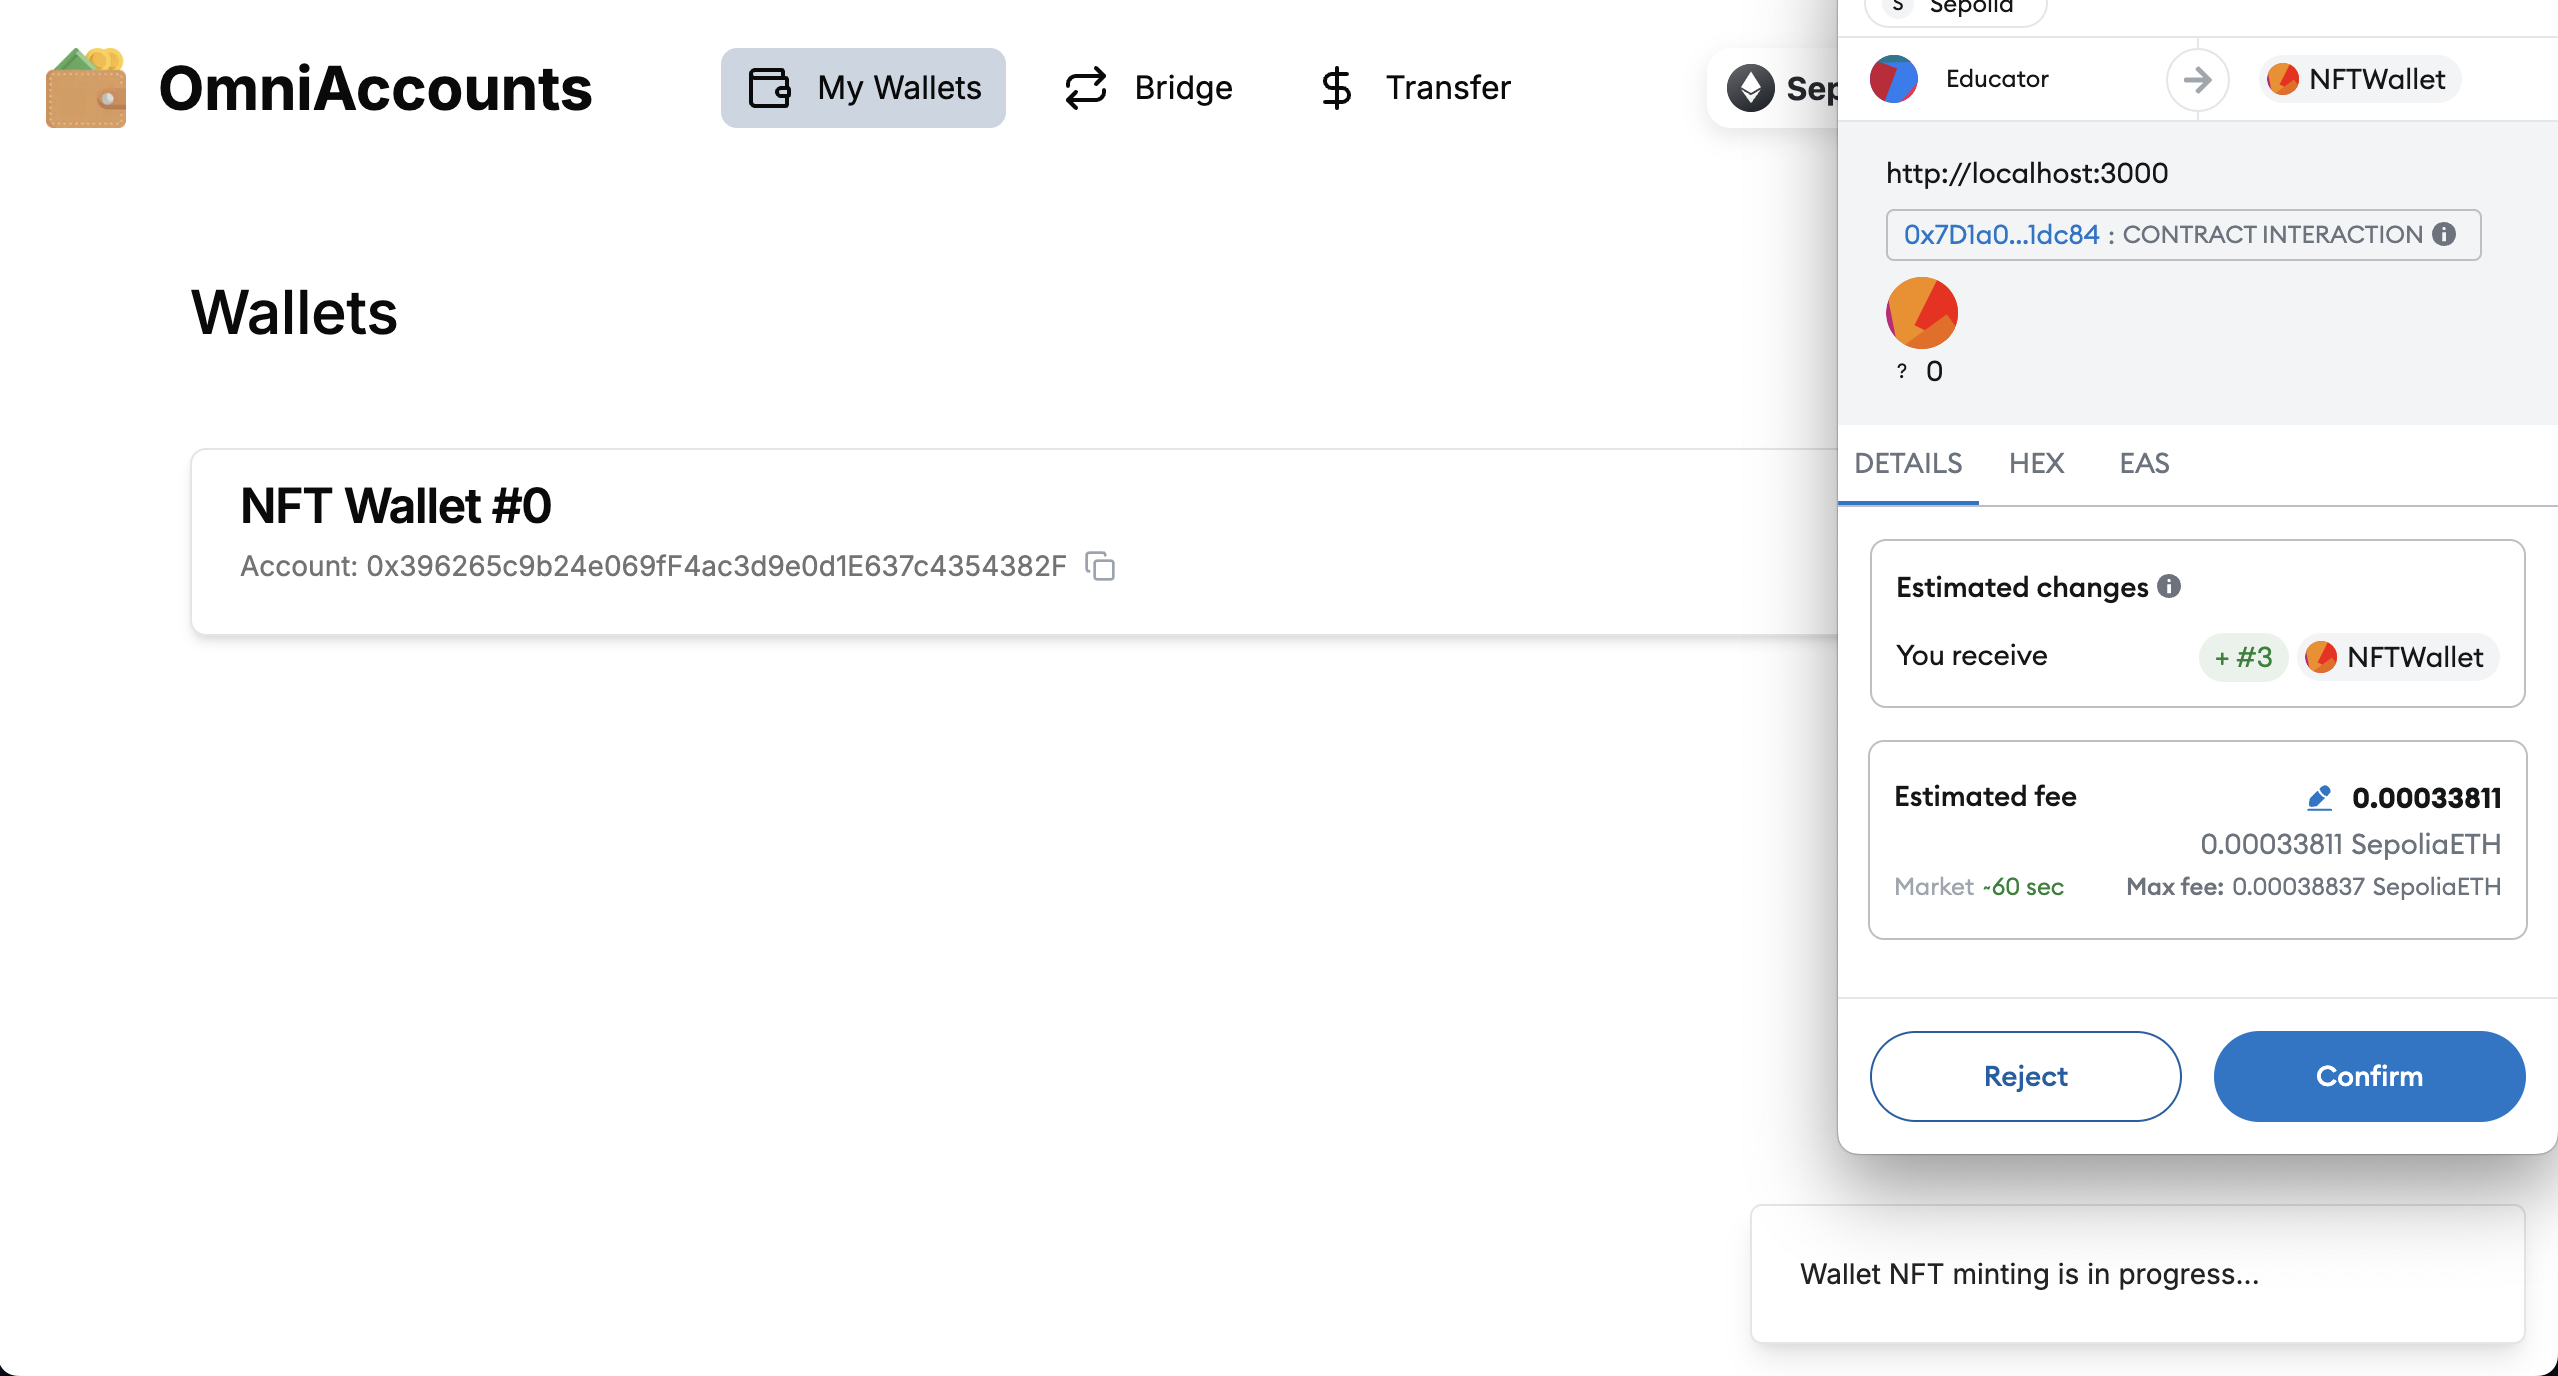 OmniAccounts
My Wallets
Bridge
Transfer
Sep
Wallets
NFT Wallet #0
Account: 0x396265c9b24e069fF4ac3d9e0d1E637c4354382F
S Sepolia
Educator
NFTWallet
http://localhost:3000
0x7D1a0...1dc84 : CONTRACT INTERACTION
? 0
DETAILS HEX EAS
Estimated changes
You receive + #3 NFTWallet
Estimated fee 0.00033811
0.00033811 SepoliaETH
Market ~60 sec Max fee: 0.00038837 SepoliaETH
Reject Confirm
Wallet NFT minting is in progress...